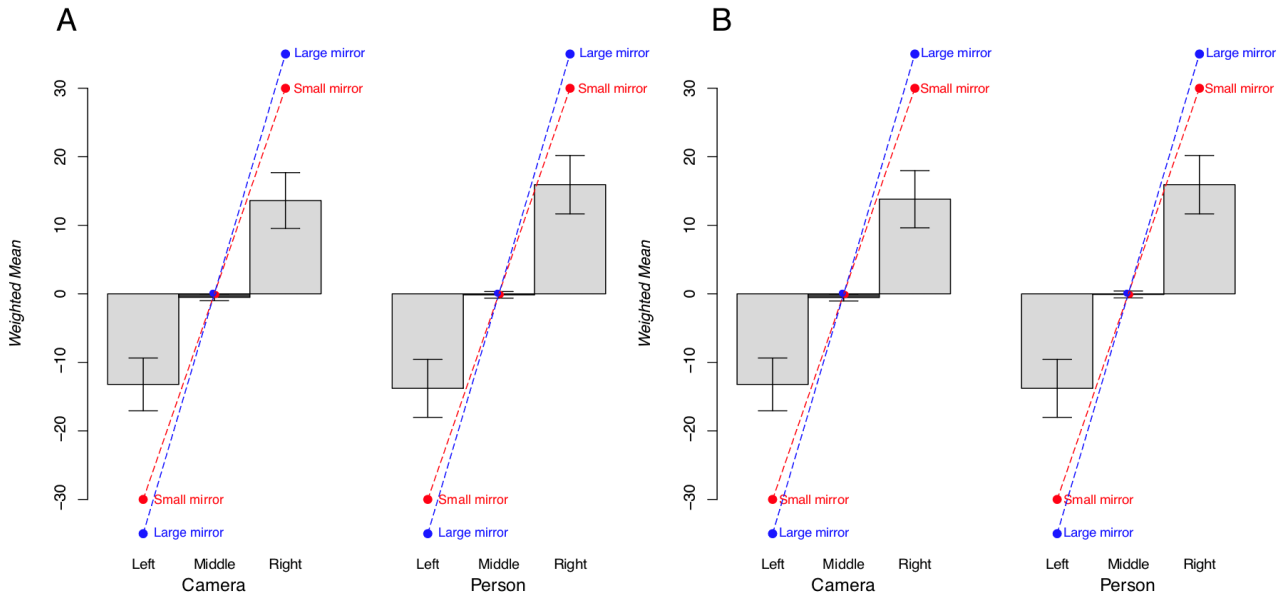 A
B
Large mirror
Large mirror
Large mirror
Large mirror
Small mirror
Small mirror
Small mirror
Small mirror
Weighted Mean
30
20
10
0
−10
−20
−30
Weighted Mean
30
20
10
0
−10
−20
−30
Small mirror
Small mirror
Small mirror
Small mirror
Large mirror
Large mirror
Large mirror
Large mirror
Left Middle Right
Left Middle Right
Left Middle Right
Left Middle Right
Camera
Person
Camera
Person